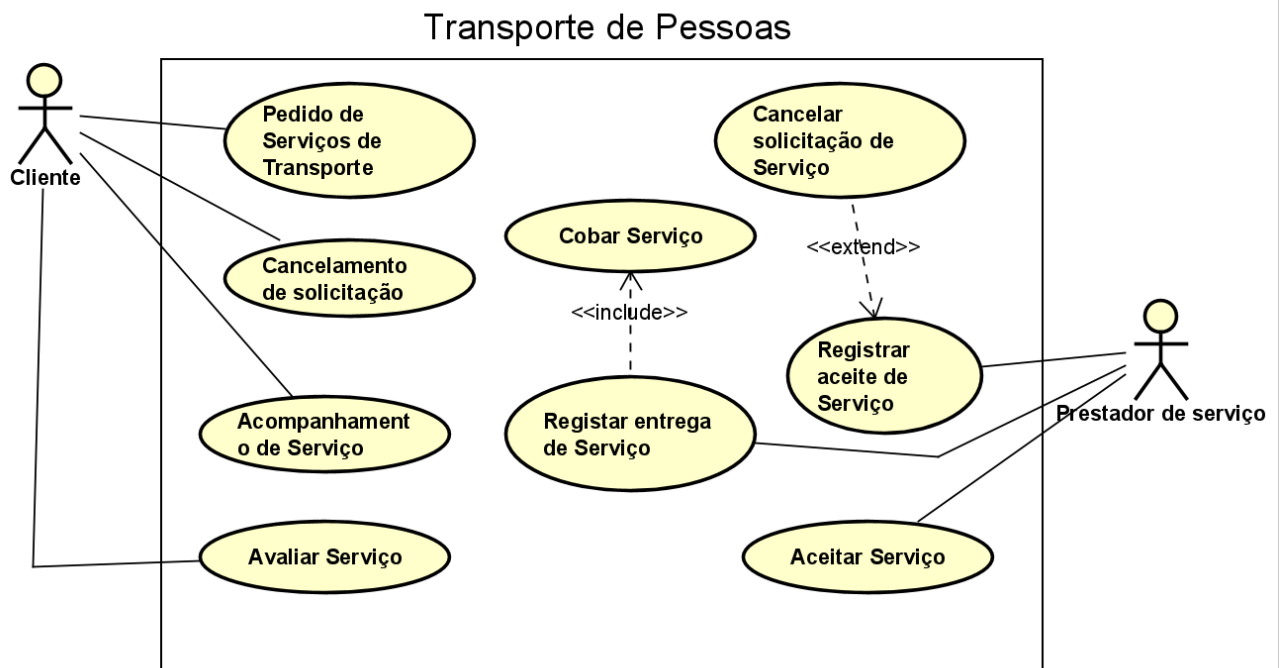 Transporte de Pessoas
Cliente
Pedido de
Serviços de
Transporte
Cancelar
solicitação de
Serviço
Cobar Serviço
<<extend>>
Cancelamento
de solicitação
<<include>>
Registrar
aceite de
Serviço
Prestador de serviço
Acompanhament
o de Serviço
Registar entrega
de Serviço
Avaliar Serviço
Aceitar Serviço